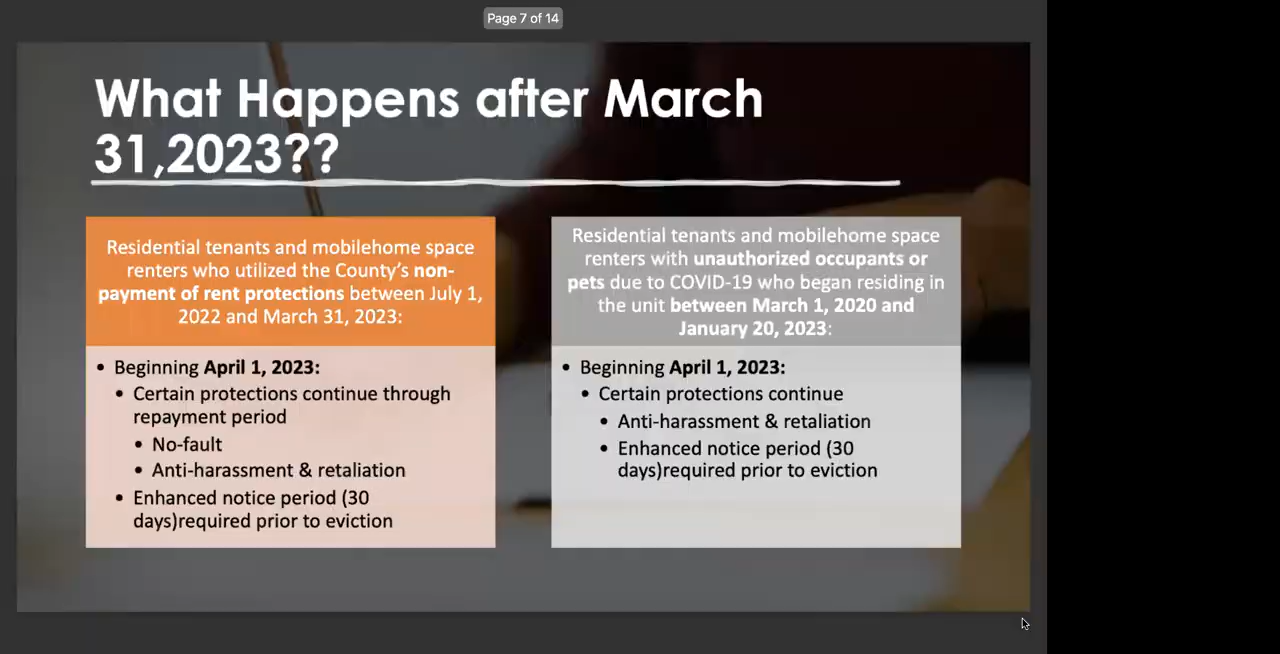 Page 7 of 14
What Happens after March
31,2023??
Residential tenants and mobilehome space
renters who utilized the County’s non-
payment of rent protections between July 1,
2022 and March 31, 2023:
• Beginning April 1, 2023:
• Certain protections continue through
repayment period
• No-fault
• Anti-harassment & retaliation
• Enhanced notice period (30
days)required prior to eviction
Residential tenants and mobilehome space
renters with unauthorized occupants or
pets due to COVID-19 who began residing in
the unit between March 1, 2020 and
January 20, 2023:
• Beginning April 1, 2023:
• Certain protections continue
• Anti-harassment & retaliation
• Enhanced notice period (30
days)required prior to eviction